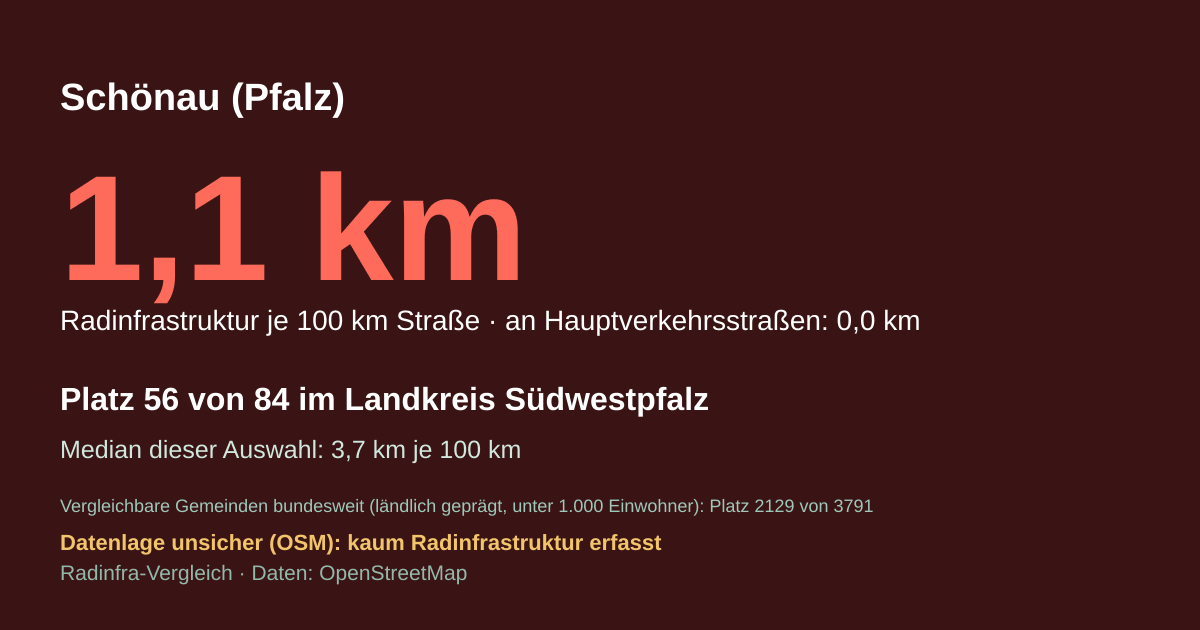 Schönau (Pfalz)
1,1 km
Radinfrastruktur je 100 km Straße · an Hauptverkehrsstraßen: 0,0 km
Platz 56 von 84 im Landkreis Südwestpfalz
Median dieser Auswahl: 3,7 km je 100 km
Vergleichbare Gemeinden bundesweit (ländlich geprägt, unter 1.000 Einwohner): Platz 2129 von 3791
Datenlage unsicher (OSM): kaum Radinfrastruktur erfasst
Radinfra-Vergleich · Daten: OpenStreetMap